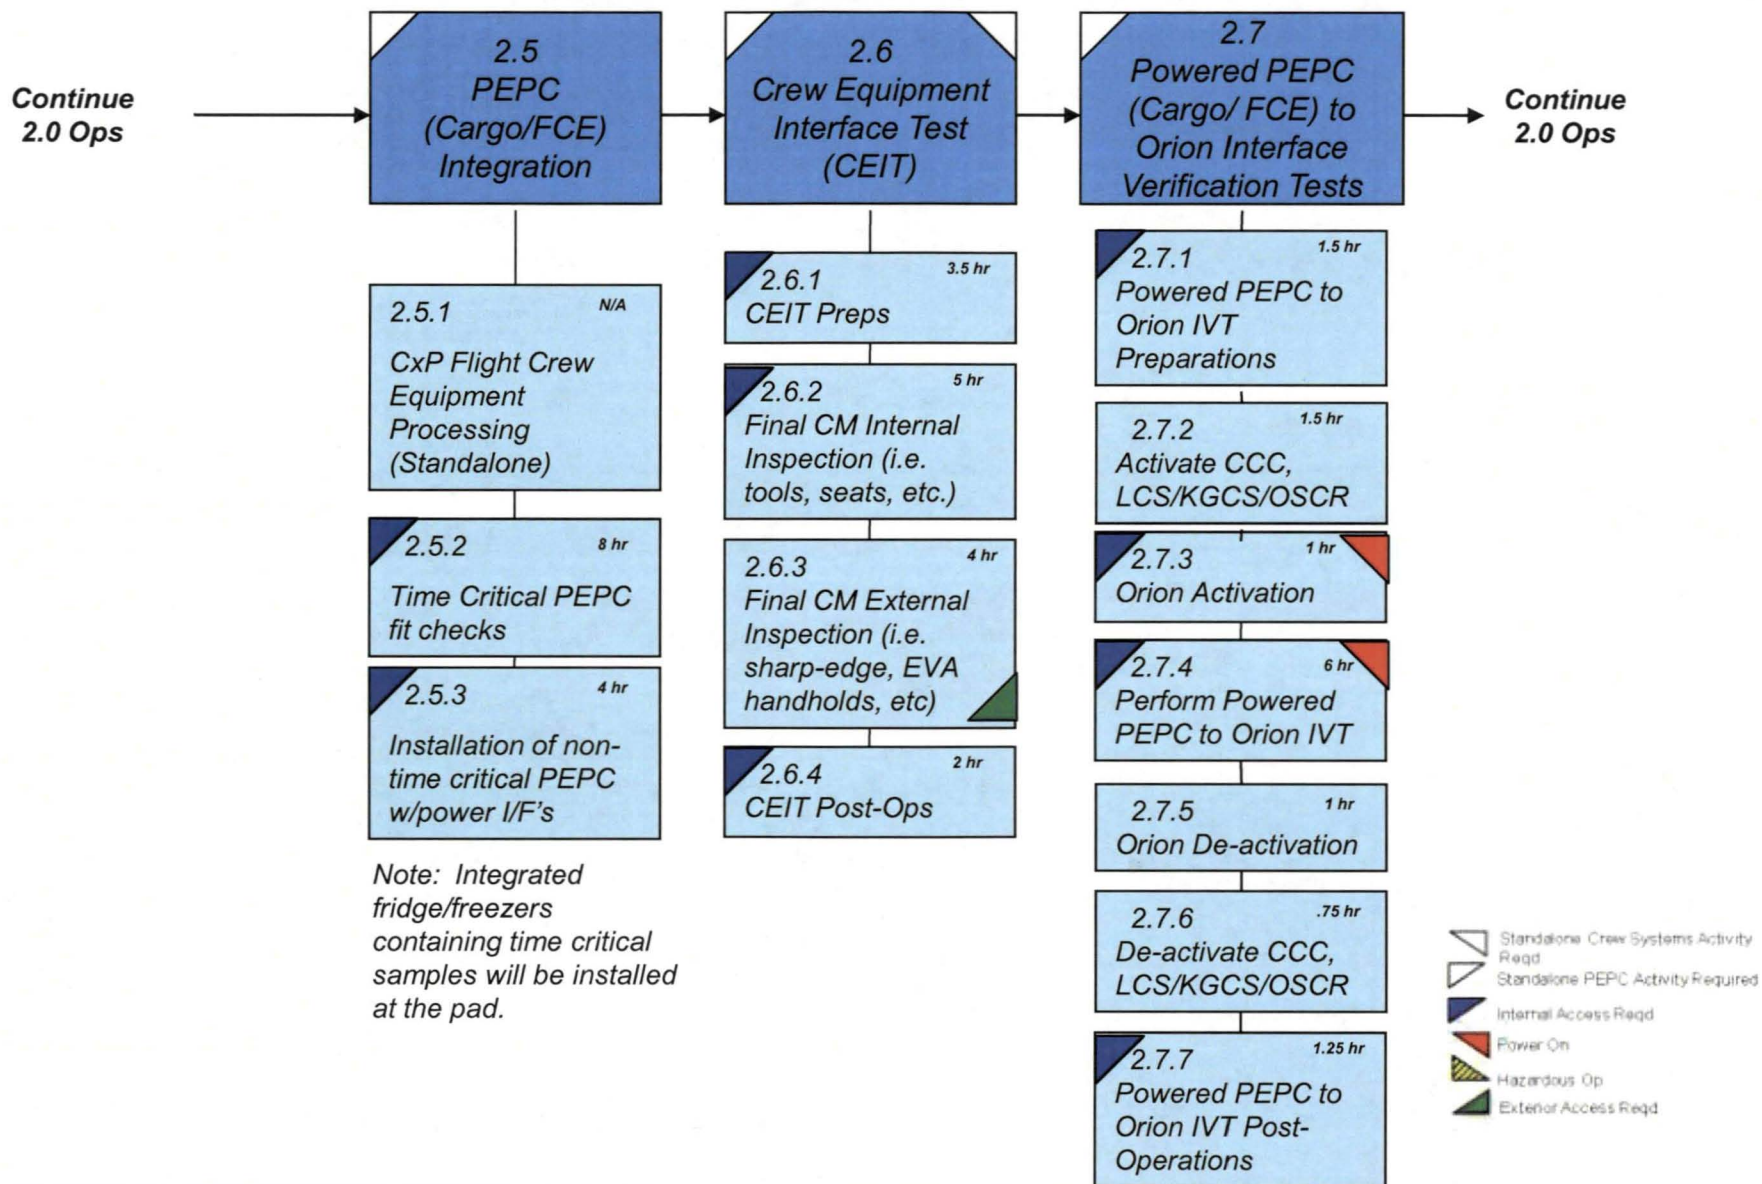 Continue
2.0 Ops
2.5
PEPC
(Cargo/FCE)
Integration
2.6
Crew Equipment
Interface Test
(CEIT)
2.7
Powered PEPC
(Cargo/ FCE) to
Orion Interface
Verification Tests
Continue
2.0 Ops
2.5.1 N/A
CxP Flight Crew
Equipment
Processing
(Standalone)
2.5.2 8 hr
Time Critical PEPC
fit checks
2.5.3 4 hr
Installation of non-
time critical PEPC
w/power I/F's
Note: Integrated
fridge/freezers
containing time critical
samples will be installed
at the pad.
2.6.1 3.5 hr
CEIT Preps
2.6.2 5 hr
Final CM Internal
Inspection (i.e.
tools, seats, etc.)
2.6.3 4 hr
Final CM External
Inspection (i.e.
sharp-edge, EVA
handholds, etc)
2.6.4 2 hr
CEIT Post-Ops
2.7.1 1.5 hr
Powered PEPC to
Orion IVT
Preparations
2.7.2 1.5 hr
Activate CCC,
LCS/KGCS/OSCR
2.7.3 1 hr
Orion Activation
2.7.4 6 hr
Perform Powered
PEPC to Orion IVT
2.7.5 1 hr
Orion De-activation
2.7.6 .75 hr
De-activate CCC,
LCS/KGCS/OSCR
2.7.7 1.25 hr
Powered PEPC to
Orion IVT Post-
Operations
Standalone Crew Systems Activity
Reqd
Standalone PEPC Activity Required
Internal Access Reqd
Power On
Hazardous Op
Exterior Access Reqd